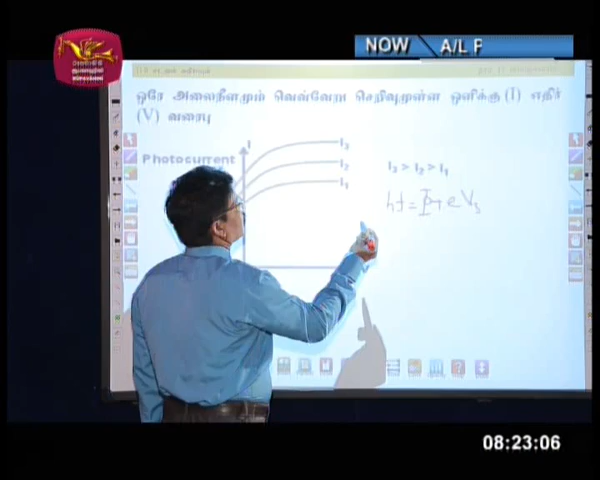 NOW A/L P
ஒரே அலைநீளமும் வெவ்வேறு செறிவுமுள்ள ஒளிக்கு (I) எதிர்
(V) வரைபு
I
I₃
Photocurrent
I₂
I₃ > I₂ > I₁
I₁
hf = Φ + eVₛ
08:23:06